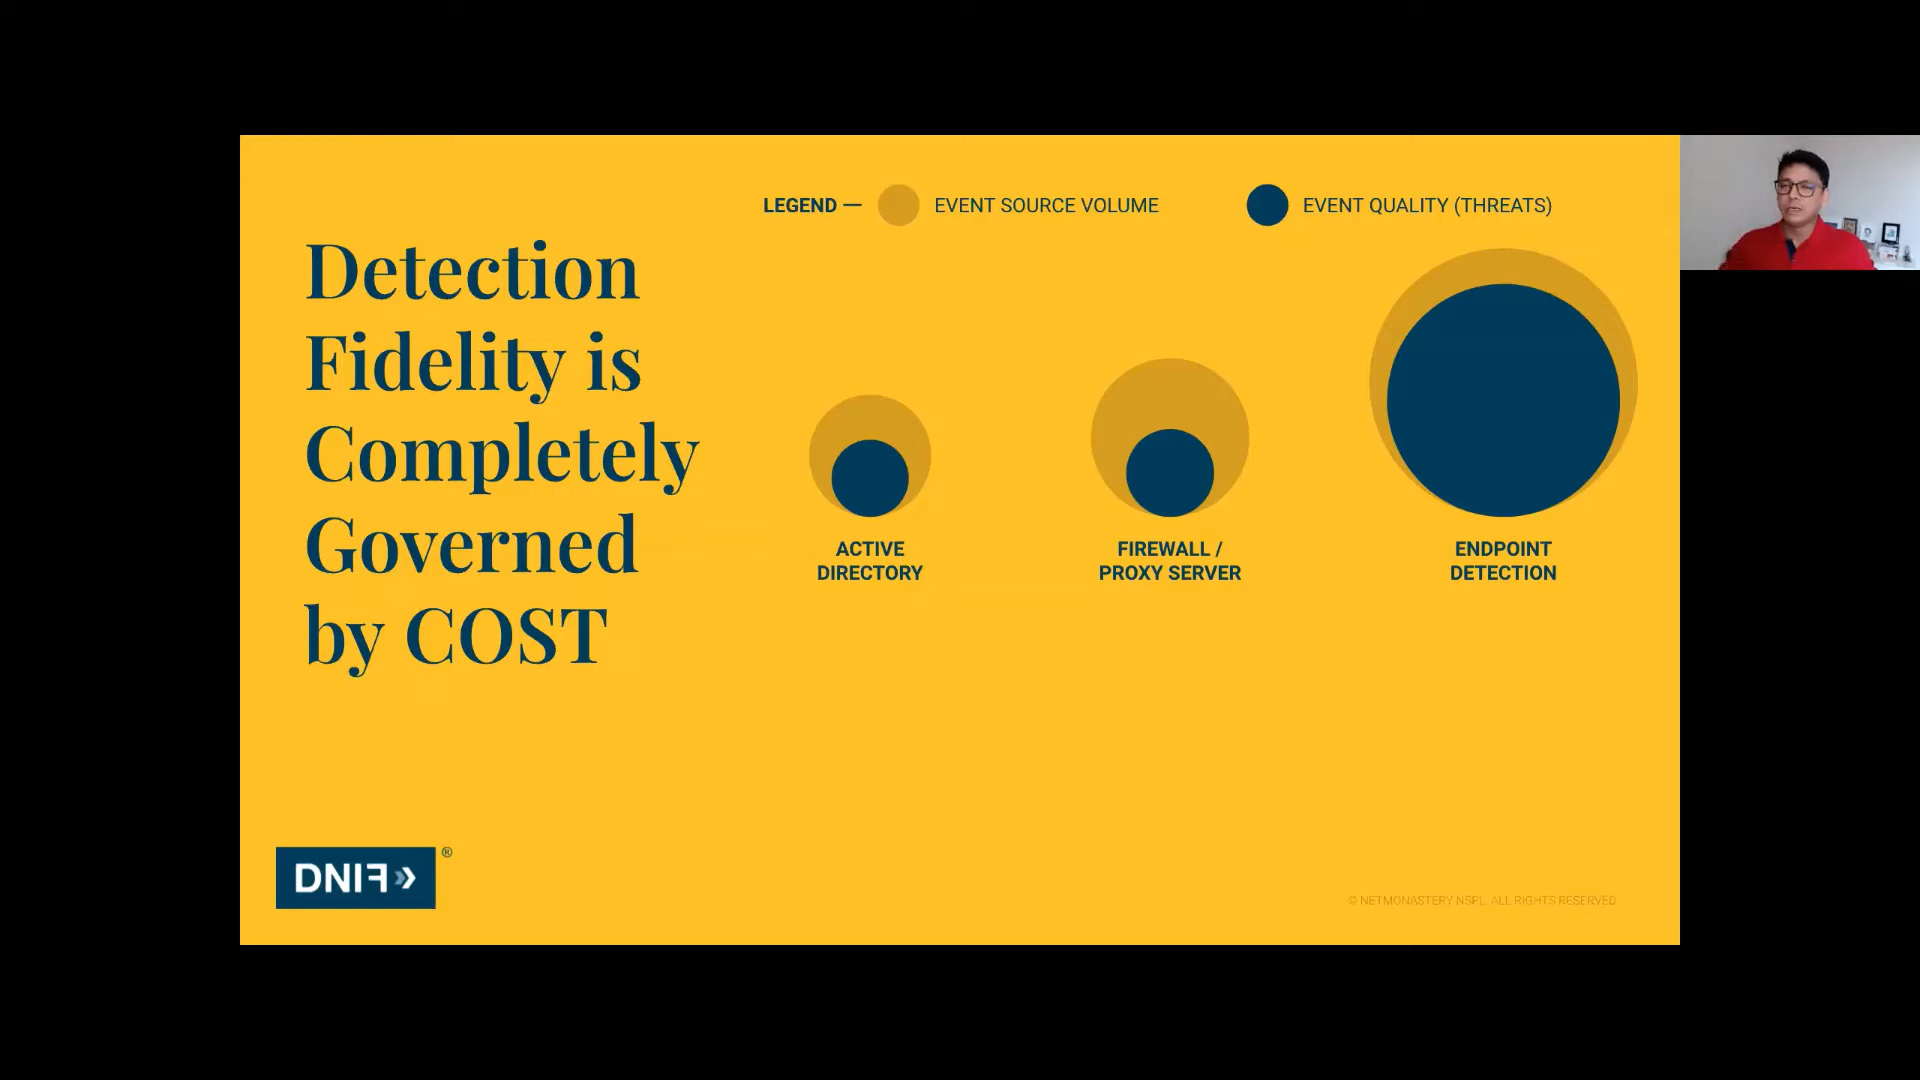 LEGEND — EVENT SOURCE VOLUME EVENT QUALITY (THREATS)
Detection
Fidelity is
Completely
Governed
by COST
ACTIVE
DIRECTORY
FIREWALL /
PROXY SERVER
ENDPOINT
DETECTION
DNIF ®
© NETMONASTERY NSPL. ALL RIGHTS RESERVED